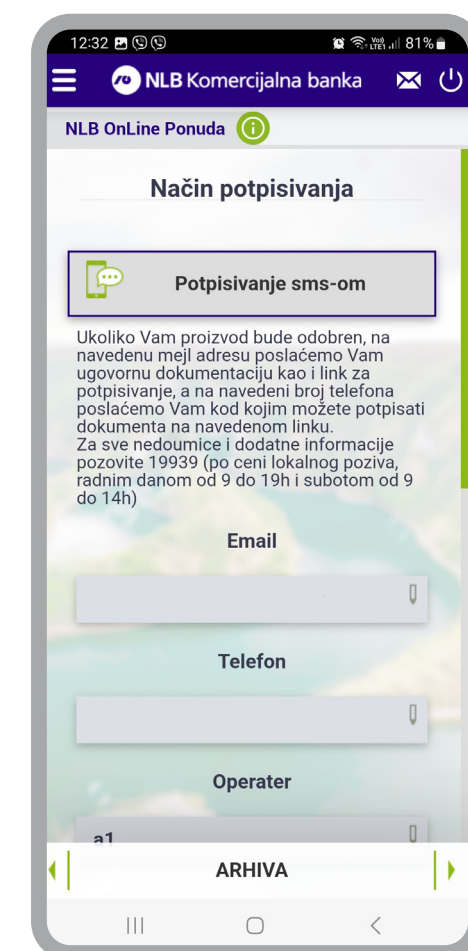 12:32 81%
NLB Komercijalna banka
NLB OnLine Ponuda
Način potpisivanja
Potpisivanje sms-om
Ukoliko Vam proizvod bude odobren, na
navedenu mejl adresu poslaćemo Vam
ugovornu dokumentaciju kao i link za
potpisivanje, a na navedeni broj telefona
poslaćemo Vam kod kojim možete potpisati
dokumenta na navedenom linku.
Za sve nedoumice i dodatne informacije
pozovite 19939 (po ceni lokalnog poziva,
radnim danom od 9 do 19h i subotom od 9
do 14h)
Email
Telefon
Operater
a1
ARHIVA